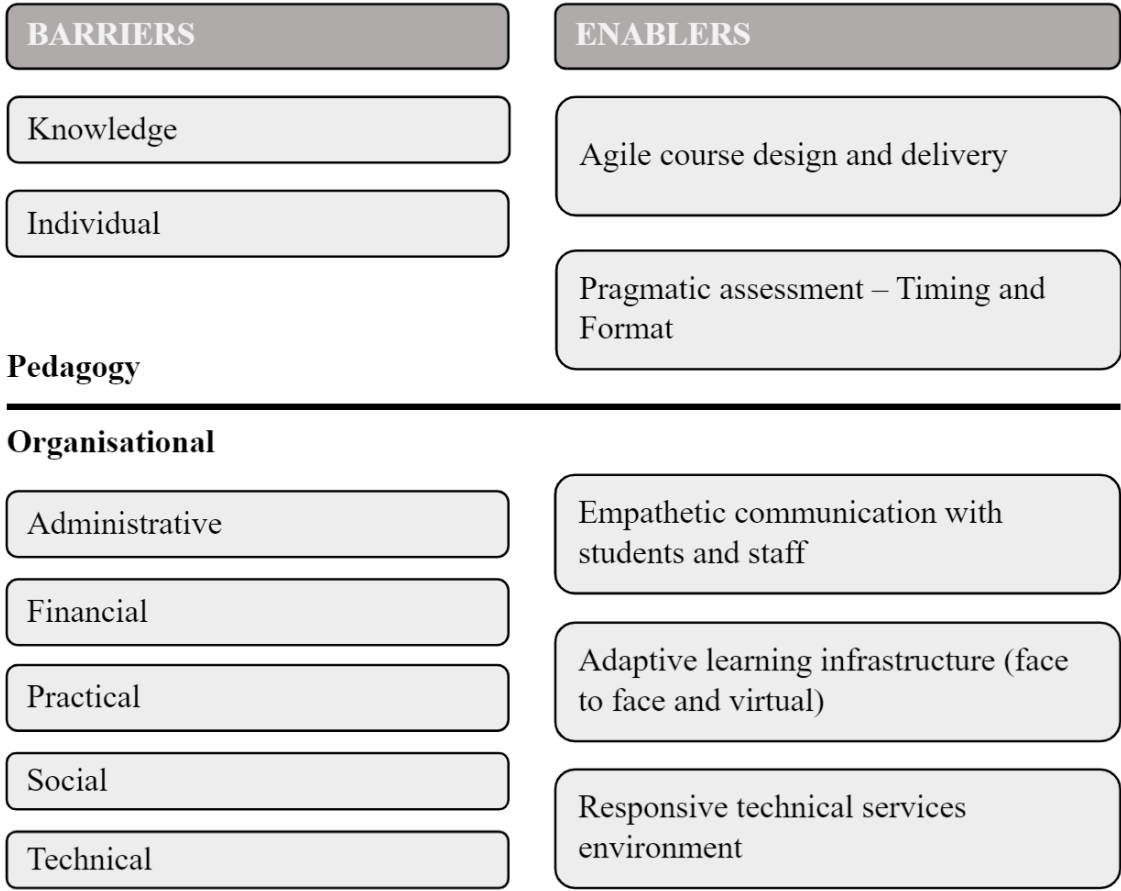 BARRIERS
ENABLERS
Knowledge
Individual
Agile course design and delivery
Pragmatic assessment – Timing and
Format
Pedagogy
Organisational
Administrative
Financial
Practical
Social
Technical
Empathetic communication with
students and staff
Adaptive learning infrastructure (face
to face and virtual)
Responsive technical services
environment